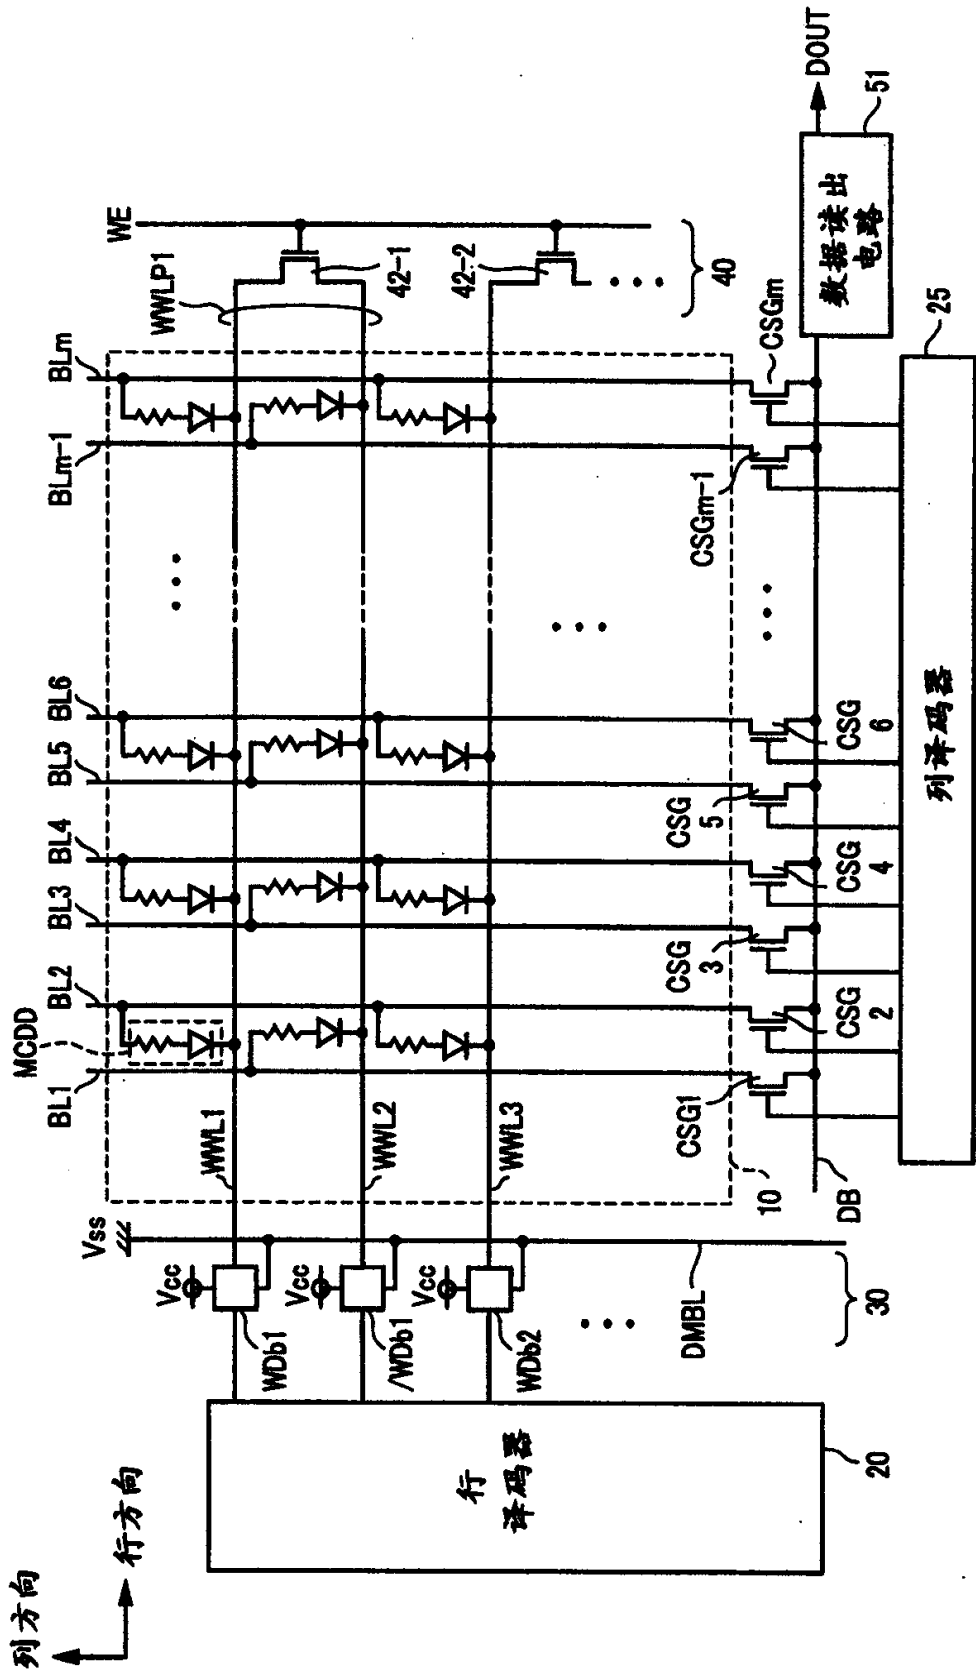 列方向
行方向
行
译码器
20
Vss
Vcc
WDb1
Vcc
/WDb1
Vcc
WDb2
DMBL
30
MCDD
BL1
BL2
BL3
BL4
BL5
BL6
BLm-1
BLm
WWL1
WWL2
WWL3
10
WWLP1
WE
42-1
42-2
40
CSG1
CSG
2
CSG
3
CSG
4
CSG
5
CSG
6
CSGm-1
CSGm
DB
列译码器
25
数据读出
电路
51
DOUT